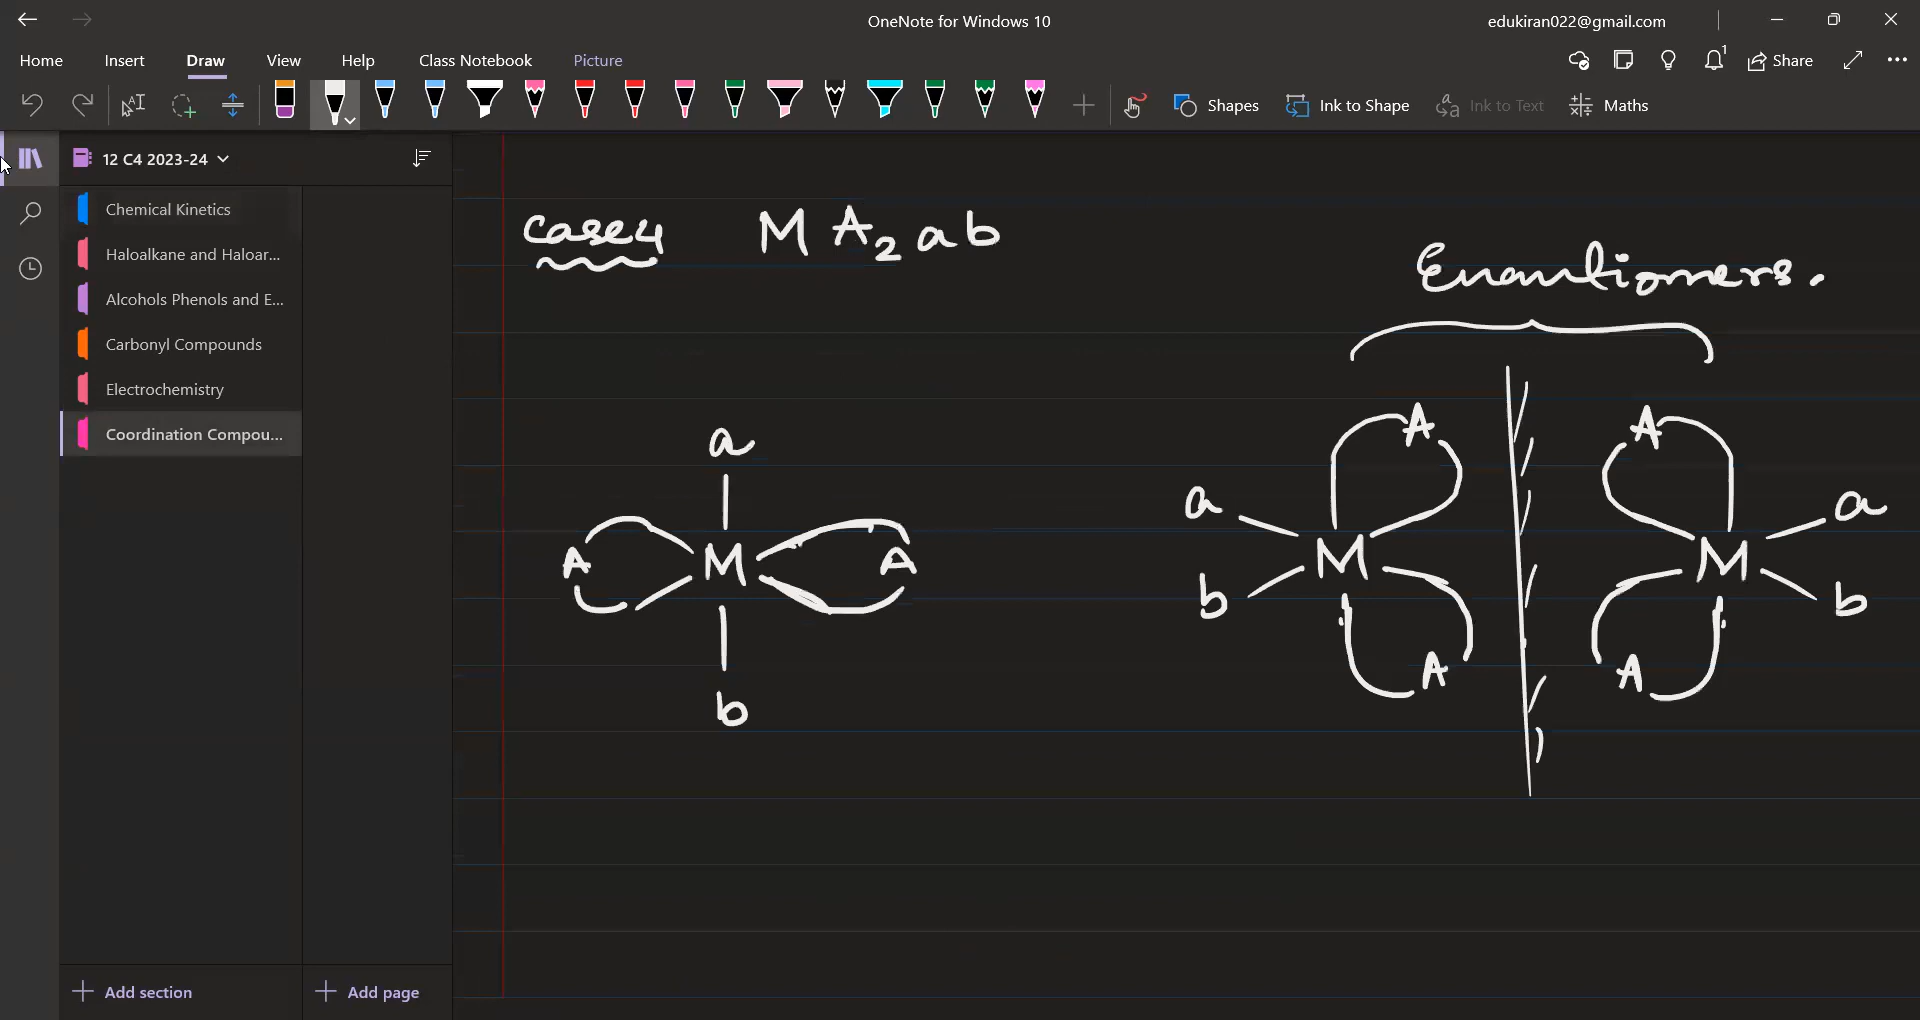 OneNote for Windows 10
edukiran022@gmail.com
Home Insert Draw View Help Class Notebook Picture
1 Share
Shapes Ink to Shape Ink to Text Maths
12 C4 2023-24
Chemical Kinetics
Haloalkane and Haloar...
Alcohols Phenols and E...
Carbonyl Compounds
Electrochemistry
Coordination Compou...
Add section Add page
Case 4 M A2 a b
Enantiomers.
a
A M A
b
A A
a M M a
b b
A A